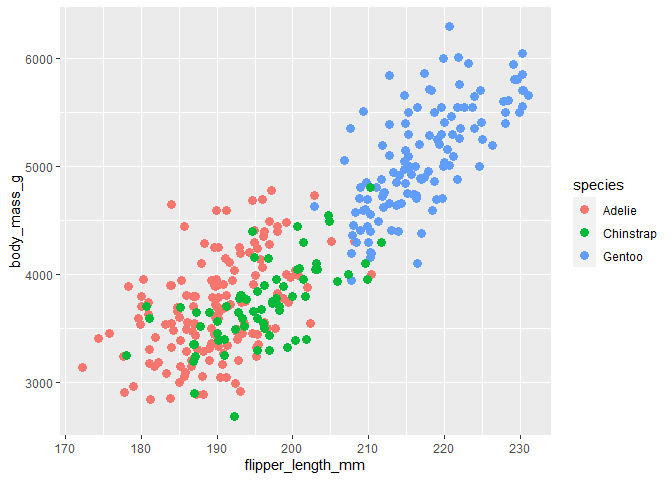 6000
5000
4000
3000
body_mass_g
170
180
190
200
210
220
230
flipper_length_mm
species
Adelie
Chinstrap
Gentoo